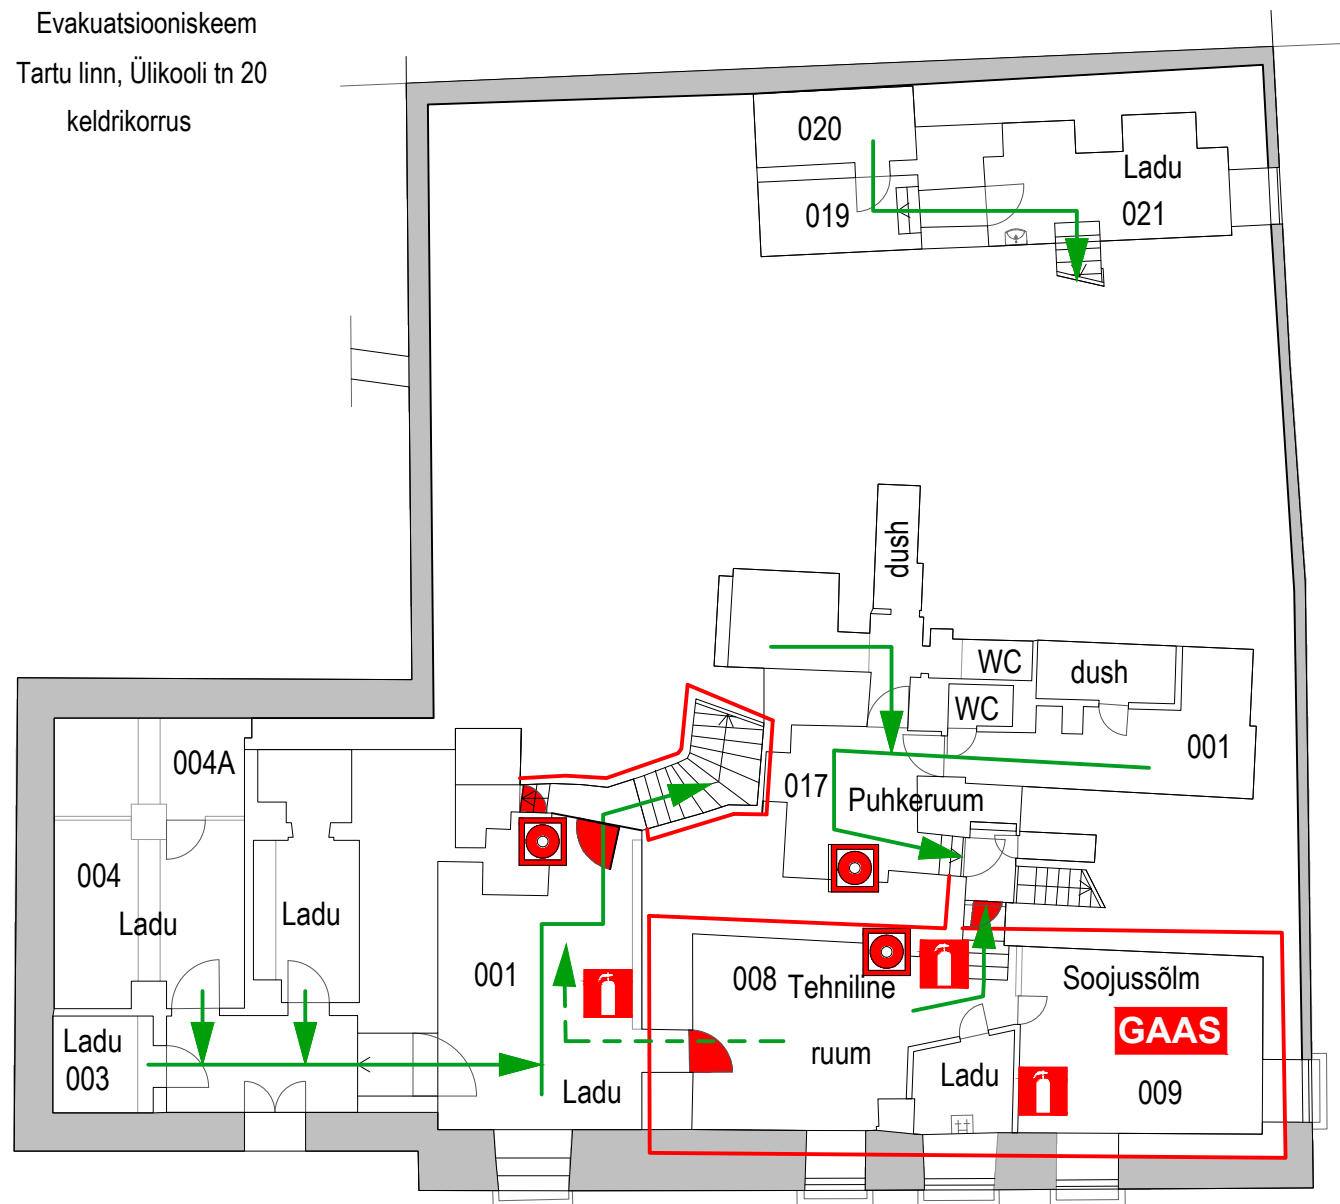 Evakuatsiooniskeem
Tartu linn, Ülikooli tn 20
keldrikorrus
020
Ladu
019
021
dush
WC
dush
WC
001
004A
017
Puhkeruum
004
Ladu
Ladu
001
008
Tehniline
ruum
Soojussõlm
GAAS
Ladu
003
Ladu
Ladu
009